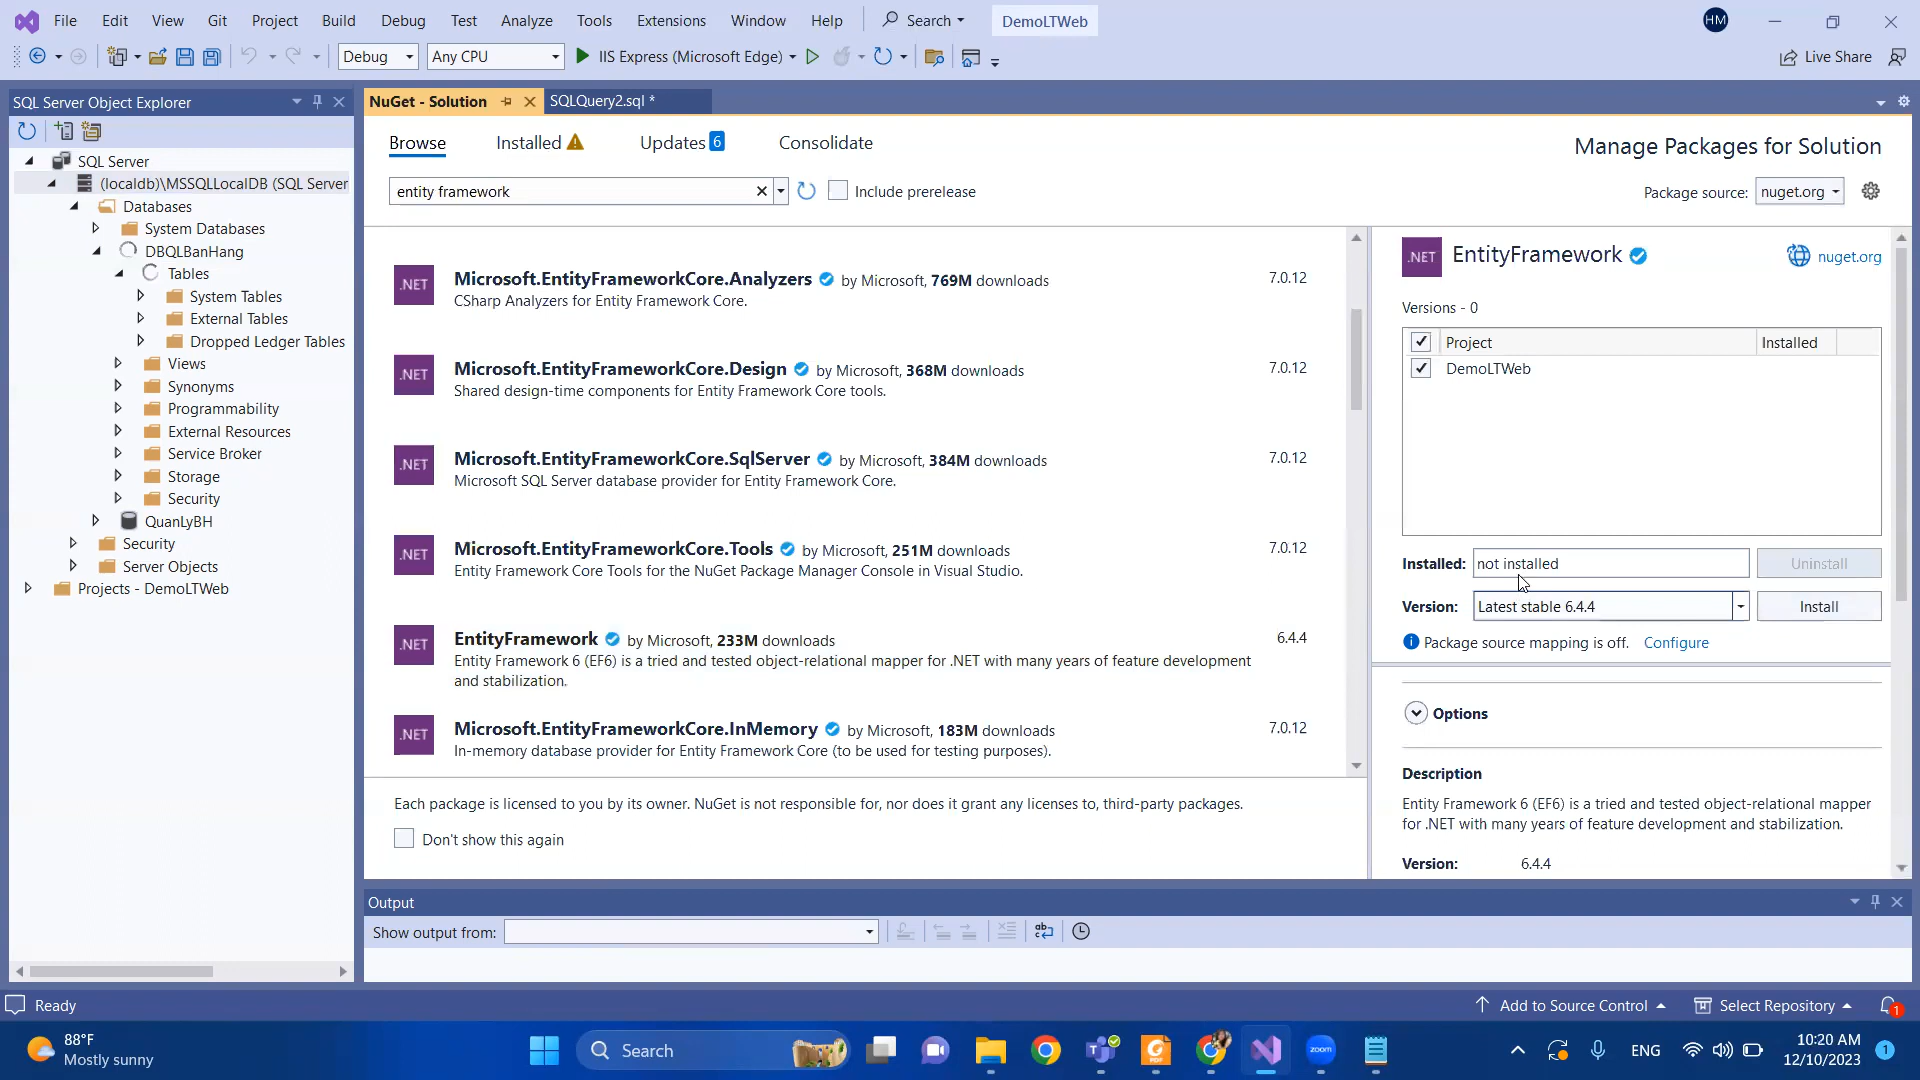 File Edit View Git Project Build Debug Test Analyze Tools Extensions Window Help Search DemoLTWeb HM
Debug Any CPU IIS Express (Microsoft Edge) Live Share
SQL Server Object Explorer
SQL Server
(localdb)\MSSQLLocalDB (SQL Server
Databases
System Databases
DBQLBanHang
Tables
System Tables
External Tables
Dropped Ledger Tables
Views
Synonyms
Programmability
External Resources
Service Broker
Storage
Security
QuanLyBH
Security
Server Objects
Projects - DemoLTWeb
NuGet - Solution SQLQuery2.sql *
Browse Installed Updates 6 Consolidate
Manage Packages for Solution
entity framework Include prerelease
Package source: nuget.org
.NET Microsoft.EntityFrameworkCore.Analyzers by Microsoft, 769M downloads 7.0.12
CSharp Analyzers for Entity Framework Core.
.NET Microsoft.EntityFrameworkCore.Design by Microsoft, 368M downloads 7.0.12
Shared design-time components for Entity Framework Core tools.
.NET Microsoft.EntityFrameworkCore.SqlServer by Microsoft, 384M downloads 7.0.12
Microsoft SQL Server database provider for Entity Framework Core.
.NET Microsoft.EntityFrameworkCore.Tools by Microsoft, 251M downloads 7.0.12
Entity Framework Core Tools for the NuGet Package Manager Console in Visual Studio.
.NET EntityFramework by Microsoft, 233M downloads 6.4.4
Entity Framework 6 (EF6) is a tried and tested object-relational mapper for .NET with many years of feature development
and stabilization.
.NET Microsoft.EntityFrameworkCore.InMemory by Microsoft, 183M downloads 7.0.12
In-memory database provider for Entity Framework Core (to be used for testing purposes).
Each package is licensed to you by its owner. NuGet is not responsible for, nor does it grant any licenses to, third-party packages.
Don't show this again
.NET EntityFramework nuget.org
Versions - 0
Project Installed
DemoLTWeb
Installed: not installed Uninstall
Version: Latest stable 6.4.4 Install
Package source mapping is off. Configure
Options
Description
Entity Framework 6 (EF6) is a tried and tested object-relational mapper
for .NET with many years of feature development and stabilization.
Version: 6.4.4
Output
Show output from:
Ready Add to Source Control Select Repository 1
88°F
Mostly sunny
Search
zoom
ENG
10:20 AM
12/10/2023
1